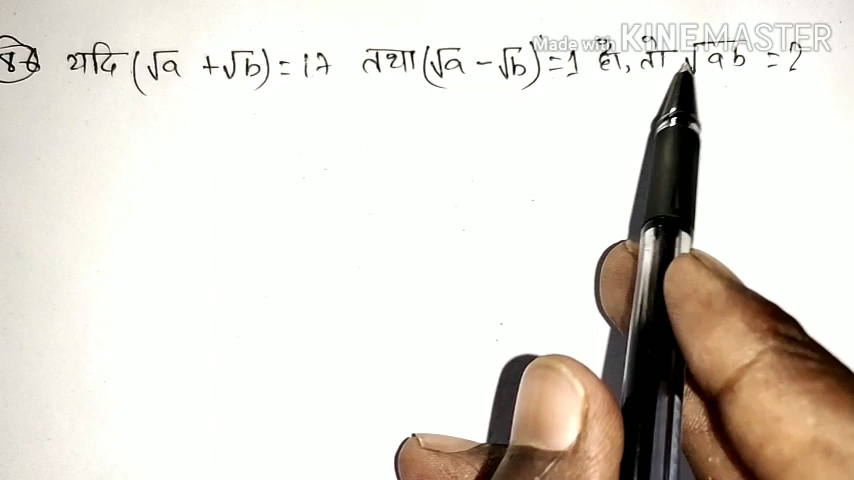 Made with KINEMASTER
यदि (√a + √b) = 17 तथा (√a - √b) = 1 हो, तो √ab = ?